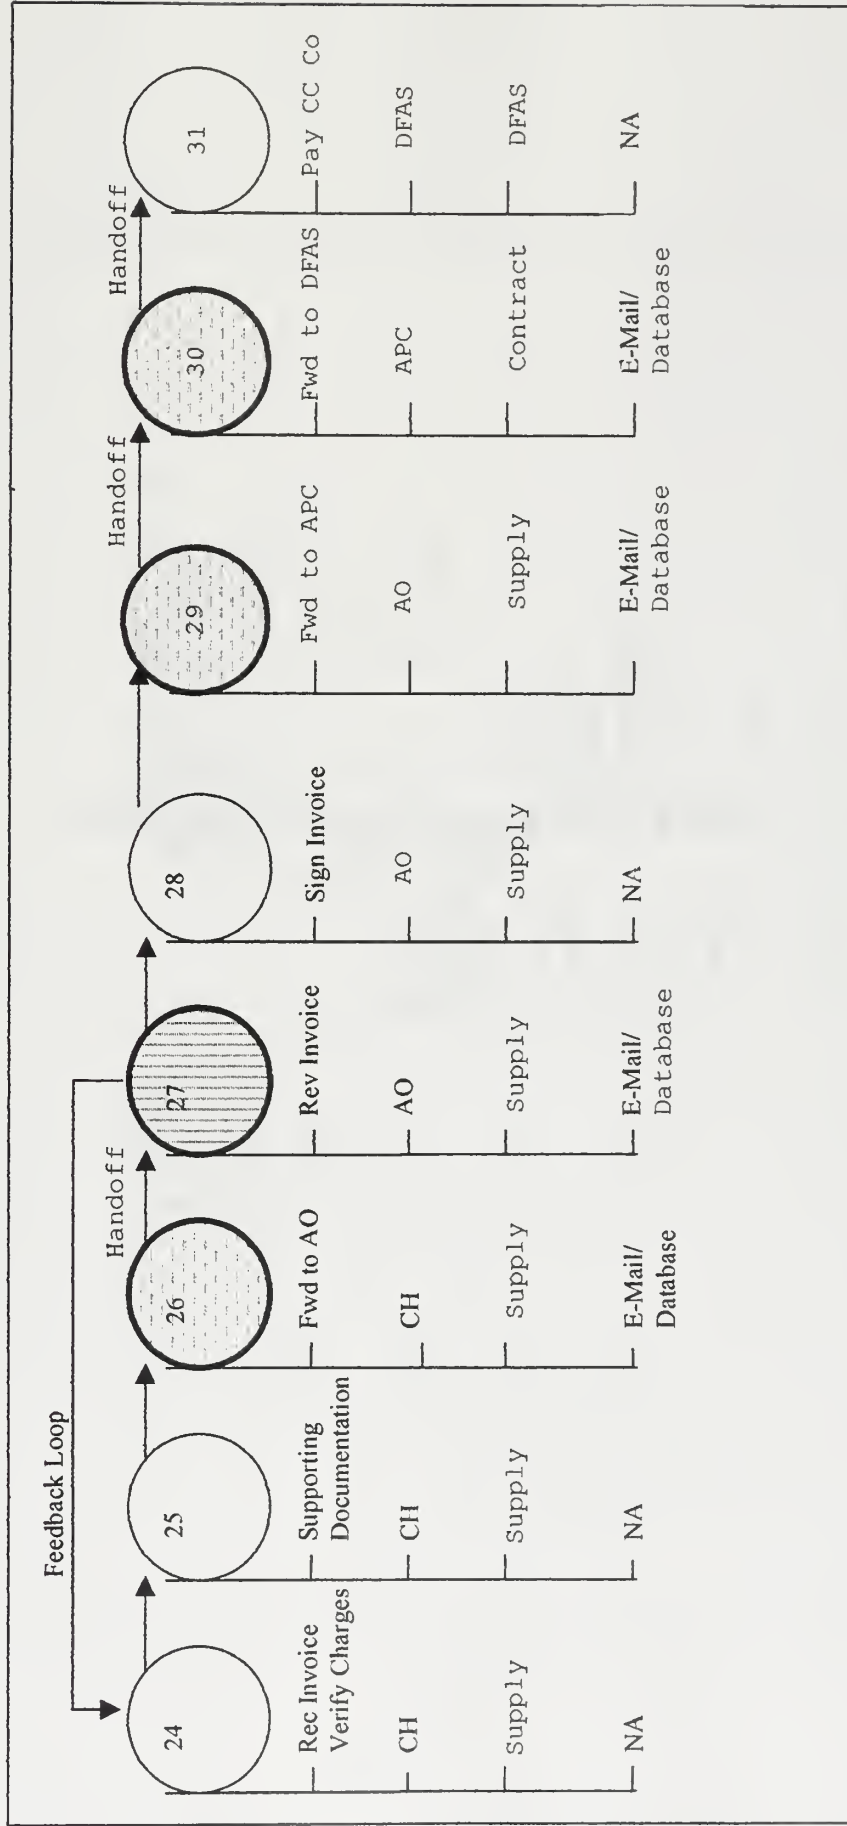 Feedback Loop
24
Rec Invoice
Verify Charges
CH
Supply
NA
25
Supporting
Documentation
CH
Supply
NA
26
Handoff
Fwd to AO
CH
Supply
E-Mail/
Database
27
Rev Invoice
AO
Supply
E-Mail/
Database
28
Sign Invoice
AO
Supply
NA
29
Handoff
Fwd to APC
AO
Supply
E-Mail/
Database
30
Handoff
Fwd to DFAS
APC
Contract
E-Mail/
Database
31
Pay CC Co
DFAS
DFAS
NA